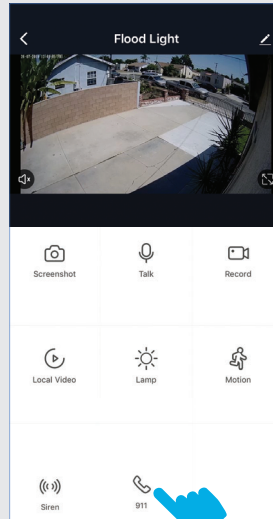 Flood Light
Screenshot
Talk
Record
Local Video
Lamp
Motion
Siren
911